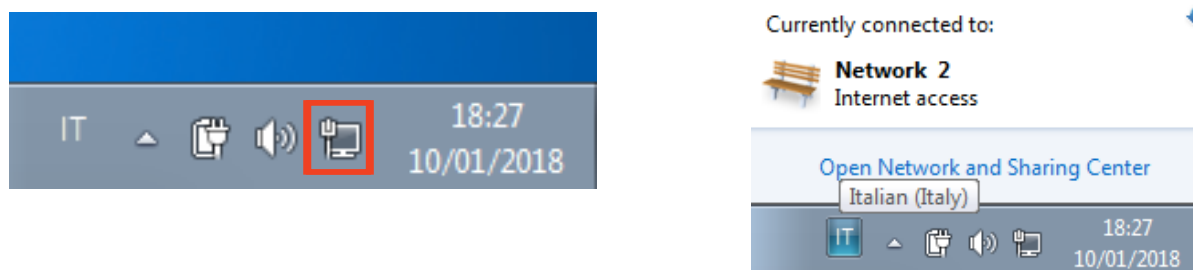 IT
18:27
10/01/2018
Currently connected to:
Network 2
Internet access
Open Network and Sharing Center
Italian (Italy)
IT
18:27
10/01/2018